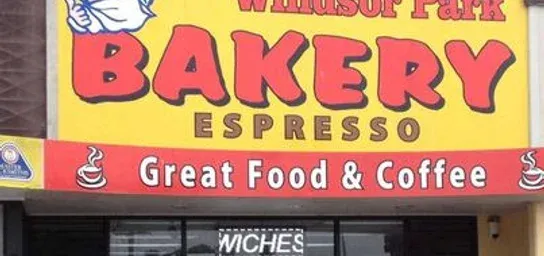 Windsor Park
BAKERY
ESPRESSO
Great Food & Coffee
WICHES